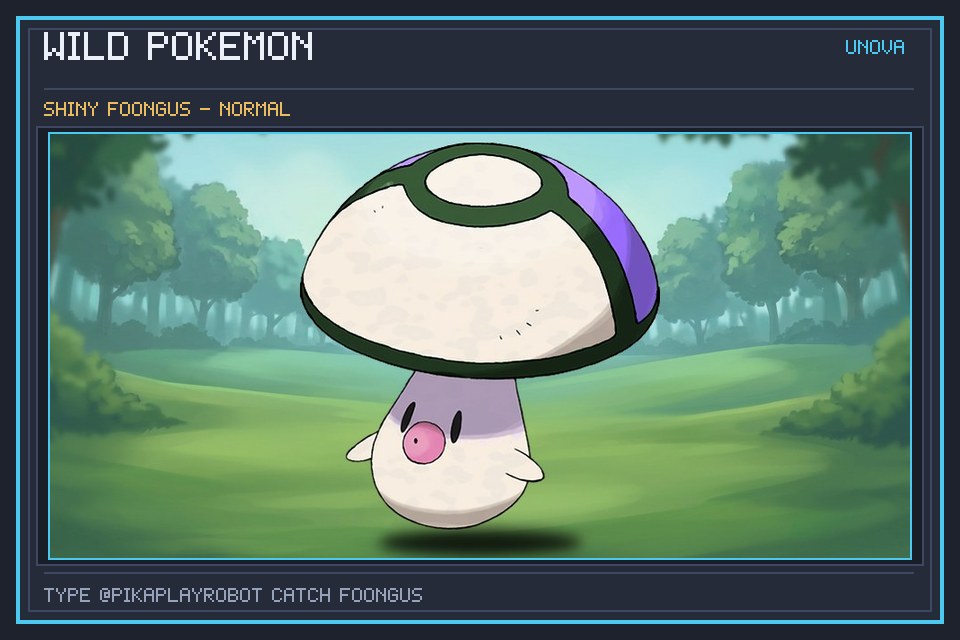 WILD POKEMON
UNOVA
SHINY FOONGUS - NORMAL
TYPE @PIKAPLAYROBOT CATCH FOONGUS